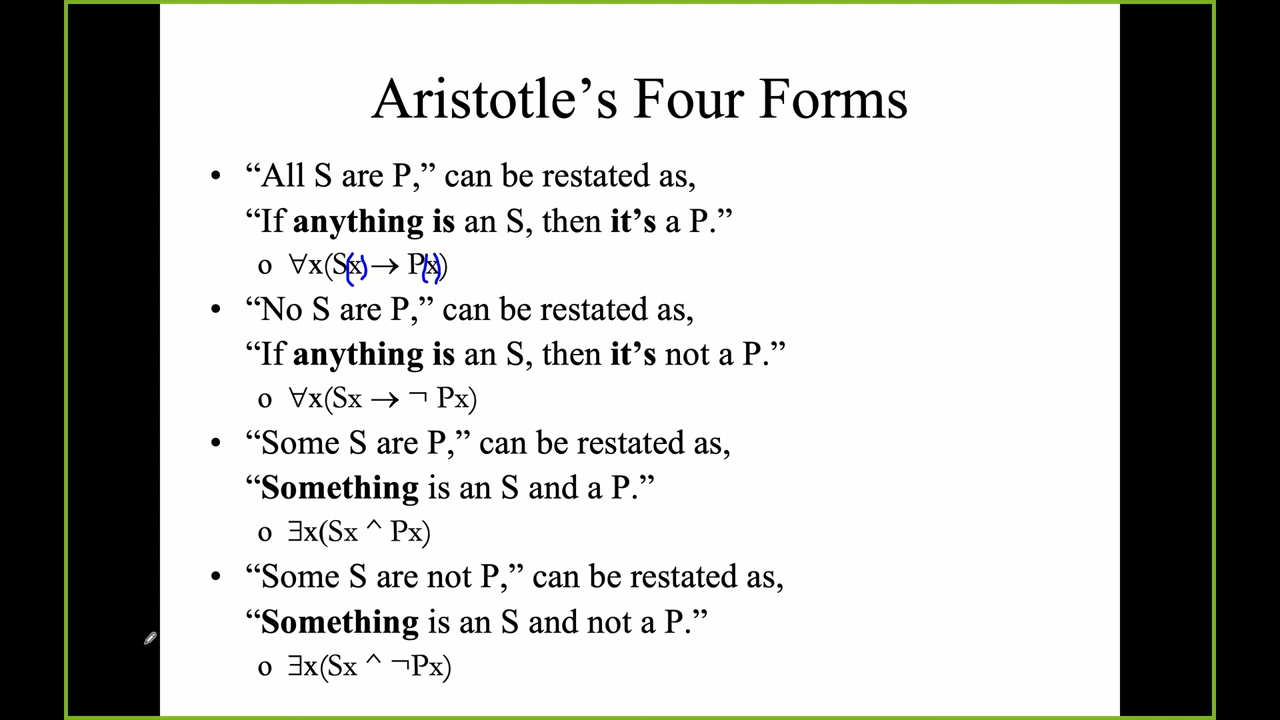 Aristotle’s Four Forms
• “All S are P,” can be restated as,
“If anything is an S, then it’s a P.”
o ∀x(S(x) → P(x))
• “No S are P,” can be restated as,
“If anything is an S, then it’s not a P.”
o ∀x(Sx → ¬ Px)
• “Some S are P,” can be restated as,
“Something is an S and a P.”
o ∃x(Sx ^ Px)
• “Some S are not P,” can be restated as,
“Something is an S and not a P.”
o ∃x(Sx ^ ¬Px)